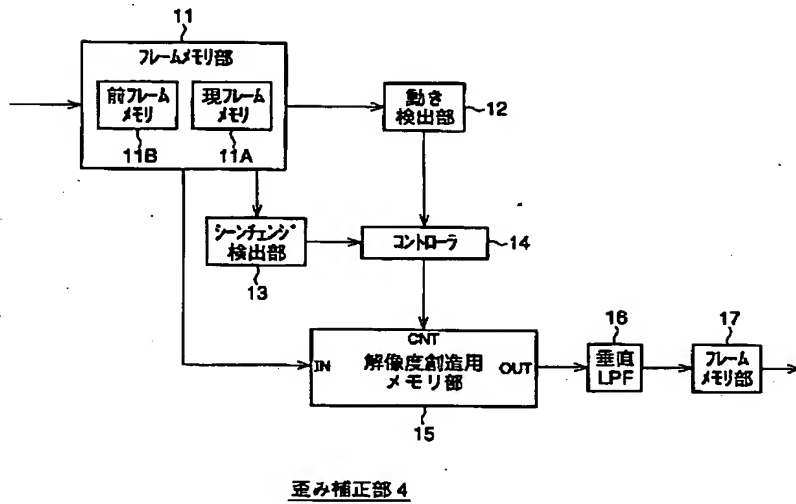 11
フレームメモリ部
前フレーム
メモリ
現フレーム
メモリ
11B
11A
動き
検出部
12
シーンチェンジ
検出部
13
コントローラ
14
CNT
IN
解像度創造用
メモリ部
OUT
15
16
垂直
LPF
17
フレーム
メモリ部
歪み補正部 4